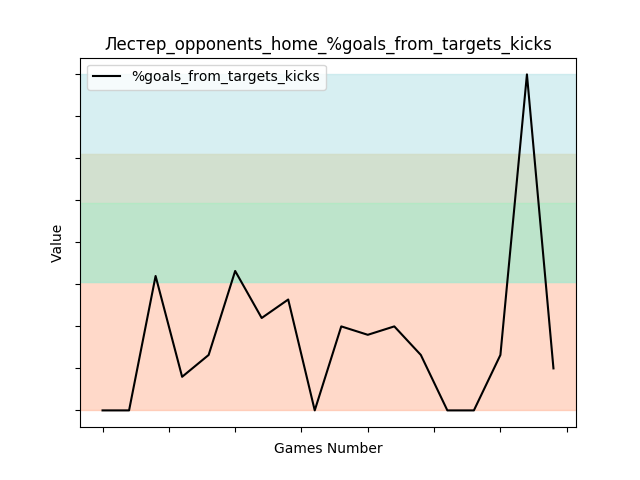 Лестер_opponents_home_%goals_from_targets_kicks
%goals_from_targets_kicks
Value
Games Number